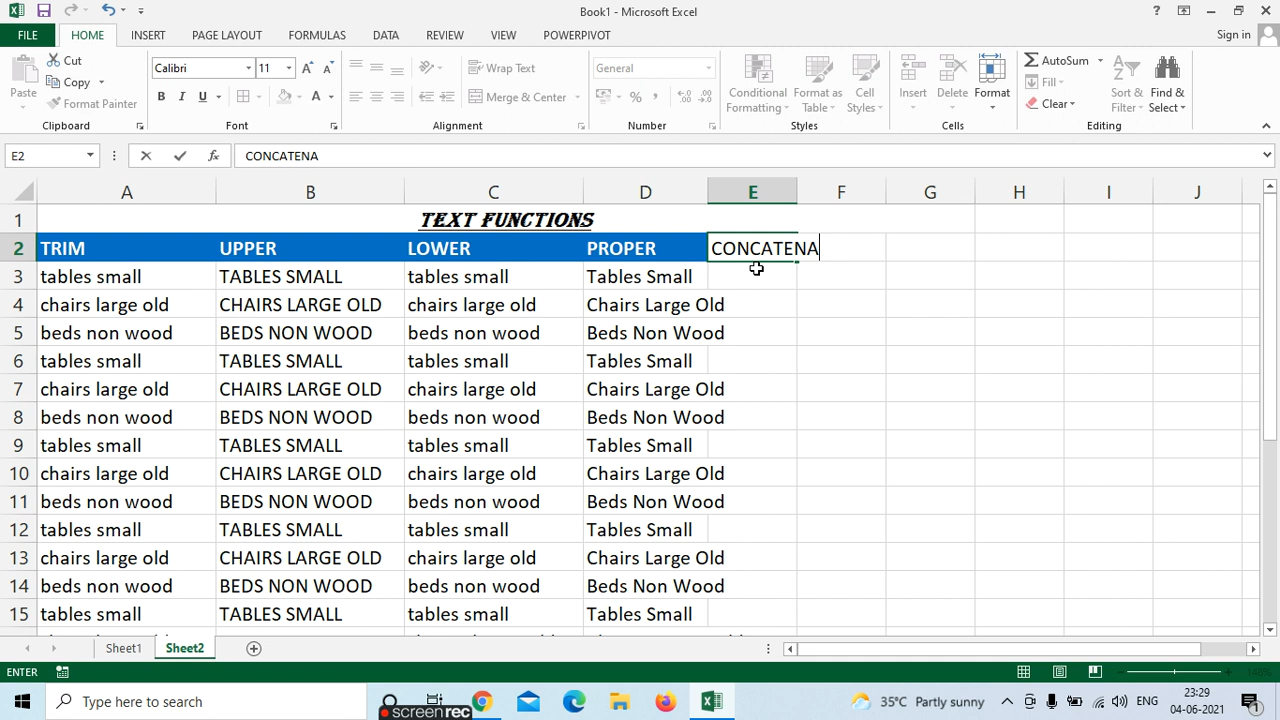 Book1 - Microsoft Excel
FILE HOME INSERT PAGE LAYOUT FORMULAS DATA REVIEW VIEW POWERPIVOT Sign in
Paste Cut Copy Format Painter
Calibri 11
B I U A
Wrap Text
Merge & Center
General
%
Conditional Formatting Format as Table Cell Styles
Insert Delete Format
AutoSum Fill Clear
Sort & Filter Find & Select
Clipboard Font Alignment Number Styles Cells Editing
E2 fx CONCATENA
A B C D E F G H I J
1 TEXT FUNCTIONS
2 TRIM UPPER LOWER PROPER CONCATENA
3 tables small TABLES SMALL tables small Tables Small
4 chairs large old CHAIRS LARGE OLD chairs large old Chairs Large Old
5 beds non wood BEDS NON WOOD beds non wood Beds Non Wood
6 tables small TABLES SMALL tables small Tables Small
7 chairs large old CHAIRS LARGE OLD chairs large old Chairs Large Old
8 beds non wood BEDS NON WOOD beds non wood Beds Non Wood
9 tables small TABLES SMALL tables small Tables Small
10 chairs large old CHAIRS LARGE OLD chairs large old Chairs Large Old
11 beds non wood BEDS NON WOOD beds non wood Beds Non Wood
12 tables small TABLES SMALL tables small Tables Small
13 chairs large old CHAIRS LARGE OLD chairs large old Chairs Large Old
14 beds non wood BEDS NON WOOD beds non wood Beds Non Wood
15 tables small TABLES SMALL tables small Tables Small
Sheet1 Sheet2
ENTER
Type here to search
screenrec
35°C Partly sunny
ENG
23:29
04-06-2021